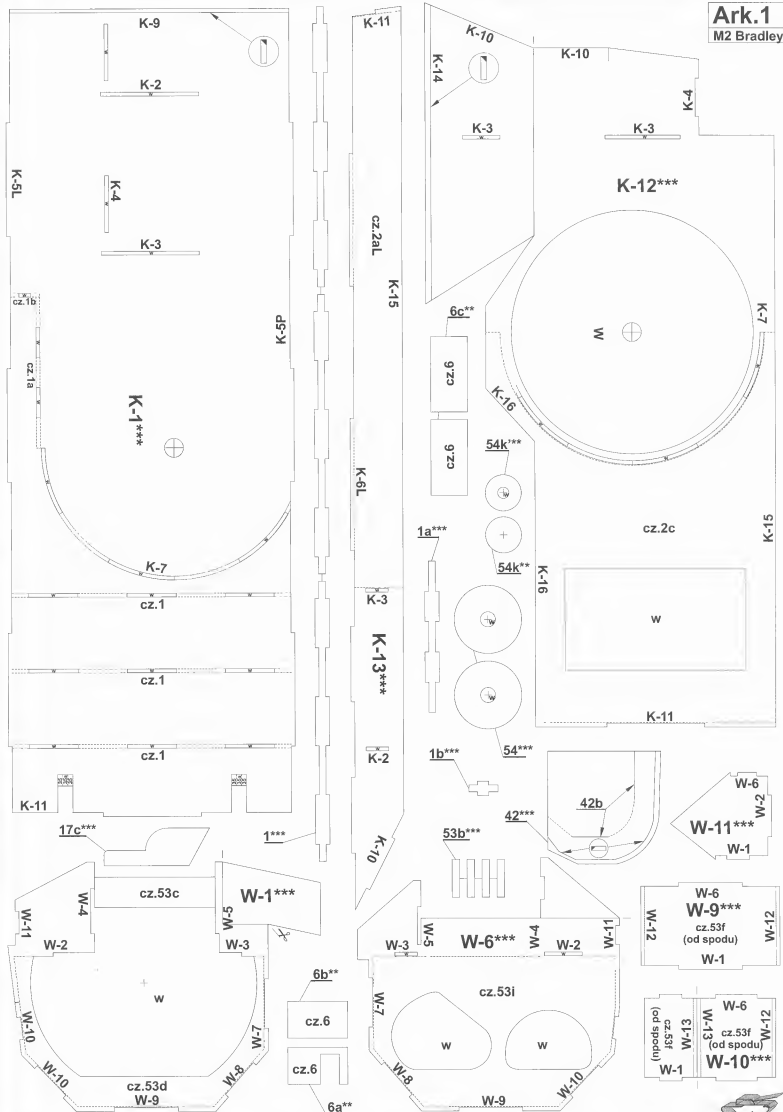 Ark.1
M2 Bradley
K-9
K-2
K-4
K-3
K-5L
K-5P
cz.1b
cz.1a
W
W
W
W
W
W
K-1***
K-7
W
W
W
cz.1
W
W
W
cz.1
W
W
W
cz.1
W
W
W
K-11
17c***
1***
K-11
cz.2aL
K-15
K-6L
K-3
W
K-13***
K-2
W
K-10
K-10
K-14
K-3
W
K-10
K-4
K-3
W
K-12***
K-7
W
K-16
cz.2c
K-15
K-16
W
K-11
6c**
cz.6
cz.6
54k'**
W
54k**
1a***
W
W
54***
1b***
53b***
42***
42b
W-6
W-2
W-11***
W-1
cz.53c
W-1***
W-4
W-5
W-11
W-2
W-3
W
W-10
W-7
W-10
W-8
cz.53d
W-9
6b**
cz.6
cz.6
6a**
W-5
W-6***
W-4
W-11
W-3
W-2
cz.53i
W-7
W
W
W-8
W-10
W-9
W-6
W-9***
cz.53f
(od spodu)
W-12
W-12
W-1
W-6
cz.53f
(od spodu)
W-13
W-13
cz.53f
(od spodu)
W-12
W-1
W-10***